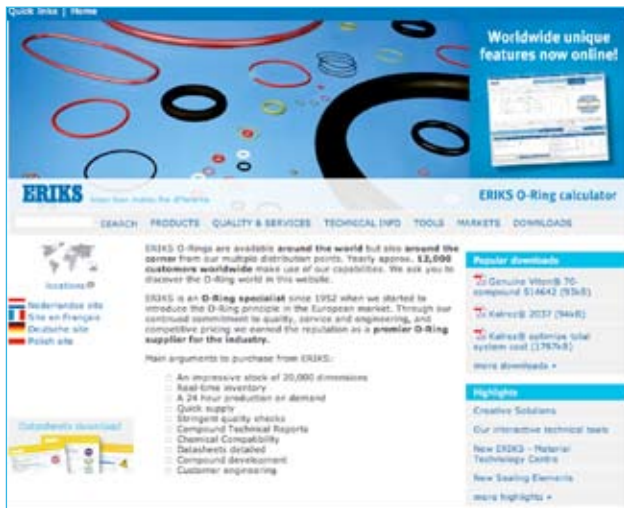 Quick links | Home
Worldwide unique
features now online!
ERIKS
ERIKS O-Ring calculator
SEARCH PRODUCTS QUALITY & SERVICES TECHNICAL INFO TOOLS MARKETS DOWNLOADS
locations
Nederlandse site
Site en Français
Deutsche site
Polish site
Datasheets download
ERIKS O-Rings are available around the world but also around the
corner from our multiple distribution points. Yearly approx. 12,000
customers worldwide make use of our capabilities. We ask you to
discover the O-Ring world in this website.
ERIKS is an O-Ring specialist since 1952 when we started to
introduce the O-Ring principle in the European market. Through our
continued commitment to quality, service and engineering, and
competitive pricing we earned the reputation as a premier O-Ring
supplier for the industry.
Main arguments to purchase from ERIKS:
An impressive stock of 20,000 dimensions
Real-time inventory
A 24 hour production on demand
Quick supply
Stringent quality checks
Compound Technical Reports
Chemical Compatibility
Datasheets detailed
Compound development
Customer engineering
Popular downloads
Genuine Viton® 70-
compound 514642 (93kB)
Kalrez® 2037 (94kB)
Kalrez® optimize total
system cost (1787kB)
more downloads »
Highlights
Creative Solutions
Our interactive technical tools
New ERIKS - Material
Technology Centre
New Sealing Elements
more highlights »